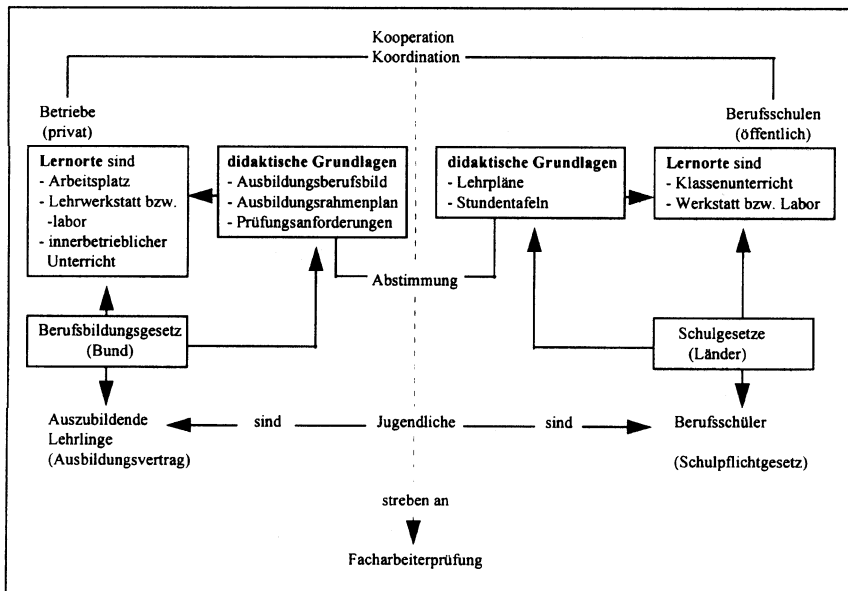 Kooperation
Koordination
Betriebe
(privat)
Berufsschulen
(öffentlich)
Lernorte sind
- Arbeitsplatz
- Lehrwerkstatt bzw.
-labor
- innerbetrieblicher
Unterricht
didaktische Grundlagen
- Ausbildungsberufsbild
- Ausbildungsrahmenplan
- Prüfungsanforderungen
didaktische Grundlagen
- Lehrpläne
- Stundentafeln
Lernorte sind
- Klassenunterricht
- Werkstatt bzw. Labor
Abstimmung
Berufsbildungsgesetz
(Bund)
Schulgesetze
(Länder)
Auszubildende
Lehrlinge
(Ausbildungsvertrag)
sind
Jugendliche
sind
Berufsschüler
(Schulpflichtgesetz)
streben an
Facharbeiterprüfung